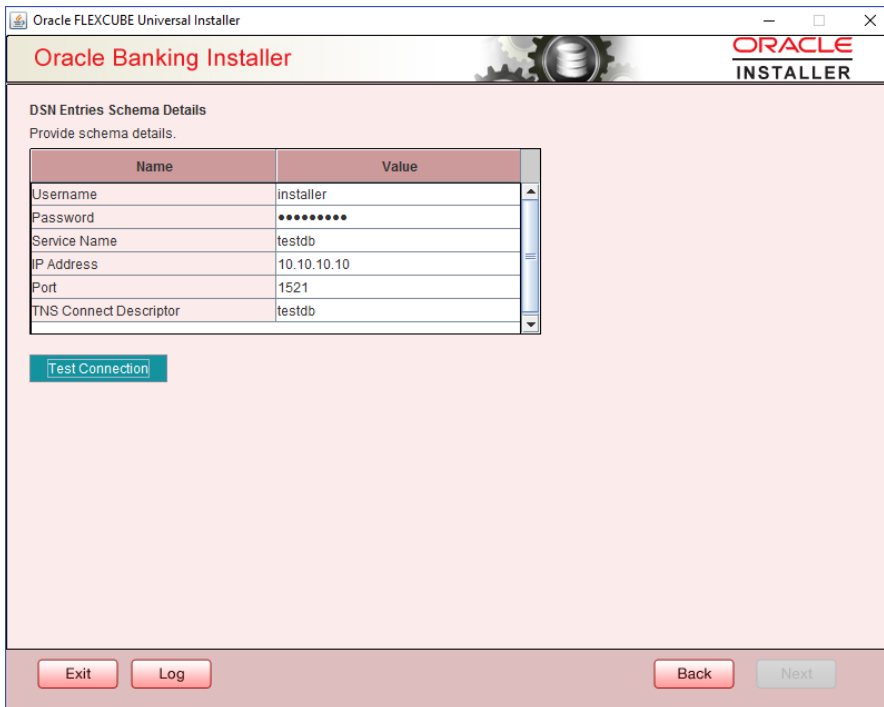 Oracle FLEXCUBE Universal Installer
Oracle Banking Installer
ORACLE
INSTALLER
DSN Entries Schema Details
Provide schema details.
Name Value
Username installer
Password •••••••••
Service Name testdb
IP Address 10.10.10.10
Port 1521
TNS Connect Descriptor testdb
Test Connection
Exit Log Back Next